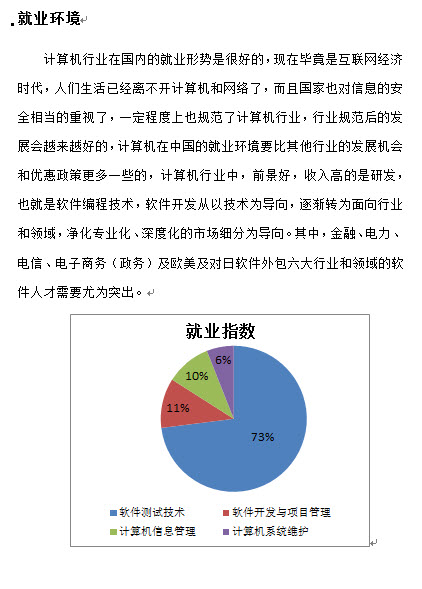 就业环境
计算机行业在国内的就业形势是很好的，现在毕竟是互联网经济
时代，人们生活已经离不开计算机和网络了，而且国家也对信息的安
全相当的重视了，一定程度上也规范了计算机行业，行业规范后的发
展会越来越好的，计算机在中国的就业环境要比其他行业的发展机会
和优惠政策更多一些的，计算机行业中，前景好，收入高的是研发，
也就是软件编程技术，软件开发从以技术为导向，逐渐转为面向行业
和领域，净化专业化、深度化的市场细分为导向。其中，金融、电力、
电信、电子商务（政务）及欧美及对日软件外包六大行业和领域的软
件人才需要尤为突出。
就业指数
6%
10%
11%
73%
软件测试技术 软件开发与项目管理
计算机信息管理 计算机系统维护